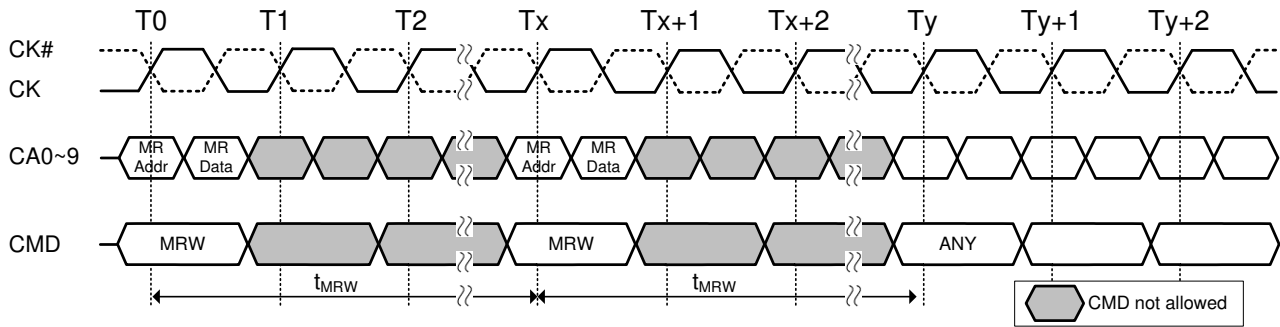 T0 T1 T2 Tx Tx+1 Tx+2 Ty Ty+1 Ty+2
CK#
CK
CA0~9
MR
Addr
MR
Data
MR
Addr
MR
Data
CMD MRW MRW ANY
tMRW tMRW
CMD not allowed